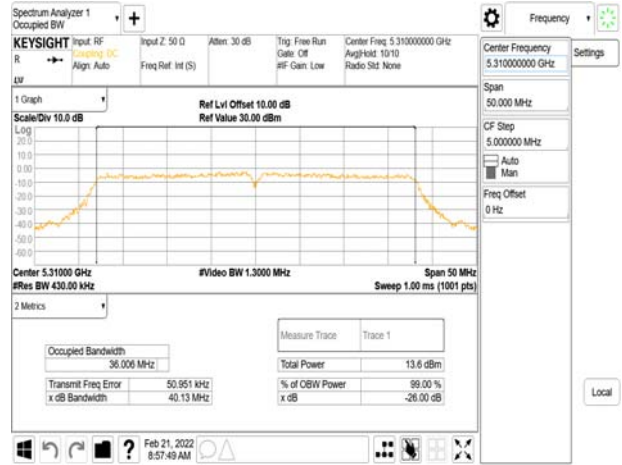 Spectrum Analyzer 1
Occupied BW
Frequency
KEYSIGHT
Input: RF
Coupling: DC
Align: Auto
Input Z: 50 Ω
Freq Ref: Int (S)
Atten: 30 dB
Trig: Free Run
Gate: Off
#IF Gain: Low
Center Freq: 5.310000000 GHz
Avg|Hold: 10/10
Radio Std: None
R
LW
Center Frequency
5.310000000 GHz
Settings
Span
50.000 MHz
CF Step
5.000000 MHz
Auto
Man
Freq Offset
0 Hz
1 Graph
Scale/Div 10.0 dB
Ref Lvl Offset 10.00 dB
Ref Value 30.00 dBm
Log
20.0
10.0
0.00
-10.0
-20.0
-30.0
-40.0
-50.0
-60.0
Center 5.31000 GHz
#Res BW 430.00 kHz
#Video BW 1.3000 MHz
Span 50 MHz
Sweep 1.00 ms (1001 pts)
2 Metrics
Measure Trace Trace 1
Occupied Bandwidth
36.006 MHz
Total Power 13.6 dBm
Transmit Freq Error 50.951 kHz
% of OBW Power 99.00 %
x dB Bandwidth 40.13 MHz
x dB -26.00 dB
Local
Feb 21, 2022
8:57:49 AM